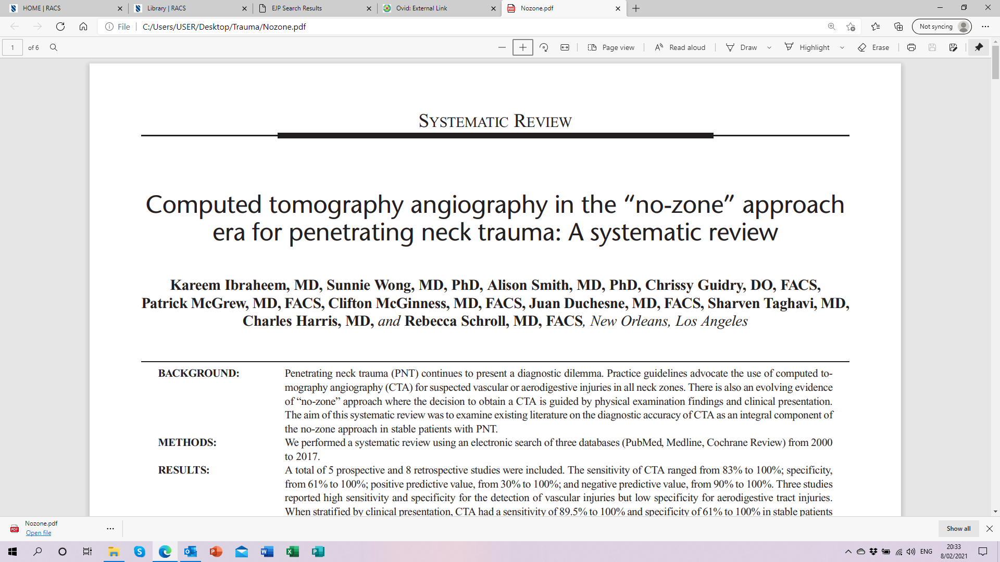 HOME | RACS
Library | RACS
EJP Search Results
Ovid: External Link
Nozone.pdf
File
C:/Users/USER/Desktop/Trauma/Nozone.pdf
Not syncing
1 of 6
Page view
Read aloud
Draw
Highlight
Erase
SYSTEMATIC REVIEW
Computed tomography angiography in the “no-zone” approach
era for penetrating neck trauma: A systematic review
Kareem Ibraheem, MD, Sunnie Wong, MD, PhD, Alison Smith, MD, PhD, Chrissy Guidry, DO, FACS,
Patrick McGrew, MD, FACS, Clifton McGinness, MD, FACS, Juan Duchesne, MD, FACS, Sharven Taghavi, MD,
Charles Harris, MD, and Rebecca Schroll, MD, FACS, New Orleans, Los Angeles
BACKGROUND: Penetrating neck trauma (PNT) continues to present a diagnostic dilemma. Practice guidelines advocate the use of computed to-
mography angiography (CTA) for suspected vascular or aerodigestive injuries in all neck zones. There is also an evolving evidence
of “no-zone” approach where the decision to obtain a CTA is guided by physical examination findings and clinical presentation.
The aim of this systematic review was to examine existing literature on the diagnostic accuracy of CTA as an integral component of
the no-zone approach in stable patients with PNT.
METHODS: We performed a systematic review using an electronic search of three databases (PubMed, Medline, Cochrane Review) from 2000
to 2017.
RESULTS: A total of 5 prospective and 8 retrospective studies were included. The sensitivity of CTA ranged from 83% to 100%; specificity,
from 61% to 100%; positive predictive value, from 30% to 100%; and negative predictive value, from 90% to 100%. Three studies
reported high sensitivity and specificity for the detection of vascular injuries but low specificity for aerodigestive tract injuries.
When stratified by clinical presentation, CTA had a sensitivity of 89.5% to 100% and specificity of 61% to 100% in stable patients
Nozone.pdf
Open file
Show all
ENG
20:33
8/02/2021